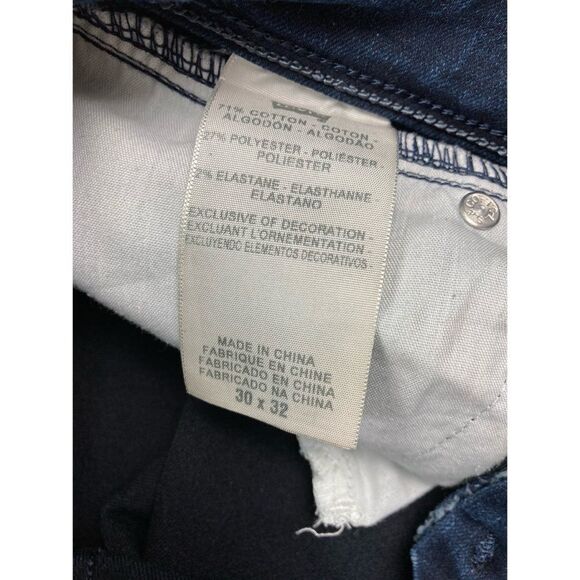 71% COTTON - COTON -
ALGODÓN - ALGODÃO
27% POLYESTER - POLIÉSTER
POLIESTER
2% ELASTANE - ELASTHANNE
ELASTANO
EXCLUSIVE OF DECORATION -
EXCLUANT L'ORNEMENTATION -
EXCLUYENDO ELEMENTOS DECORATIVOS -
MADE IN CHINA
FABRIQUE EN CHINE
FABRICADO EN CHINA
FABRICADO NA CHINA
30 x 32